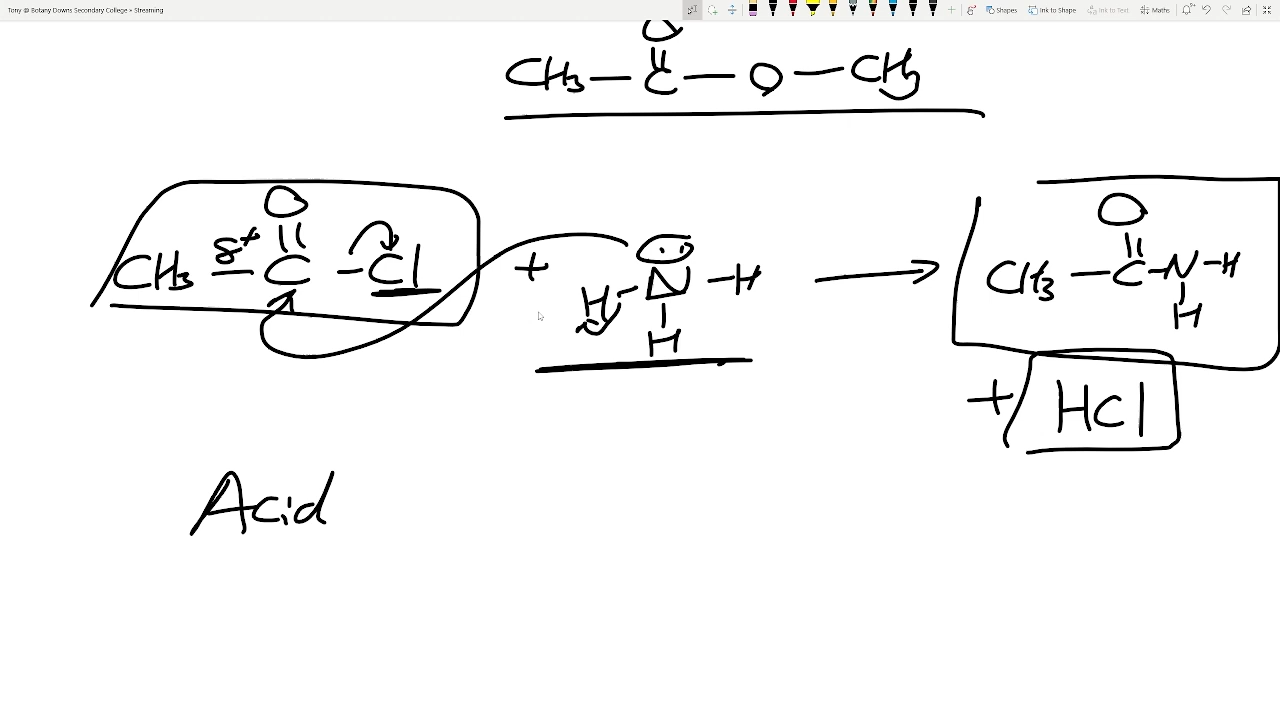 Tony @ Botany Downs Secondary College > Streaming
Shapes Ink to Shape Ink to Text Maths
O
CH3 — C — O — CH3
O
δ+
CH3 — C — Cl + H — N — H → CH3 — C — N — H
H
H
O
+ HCl
Acid